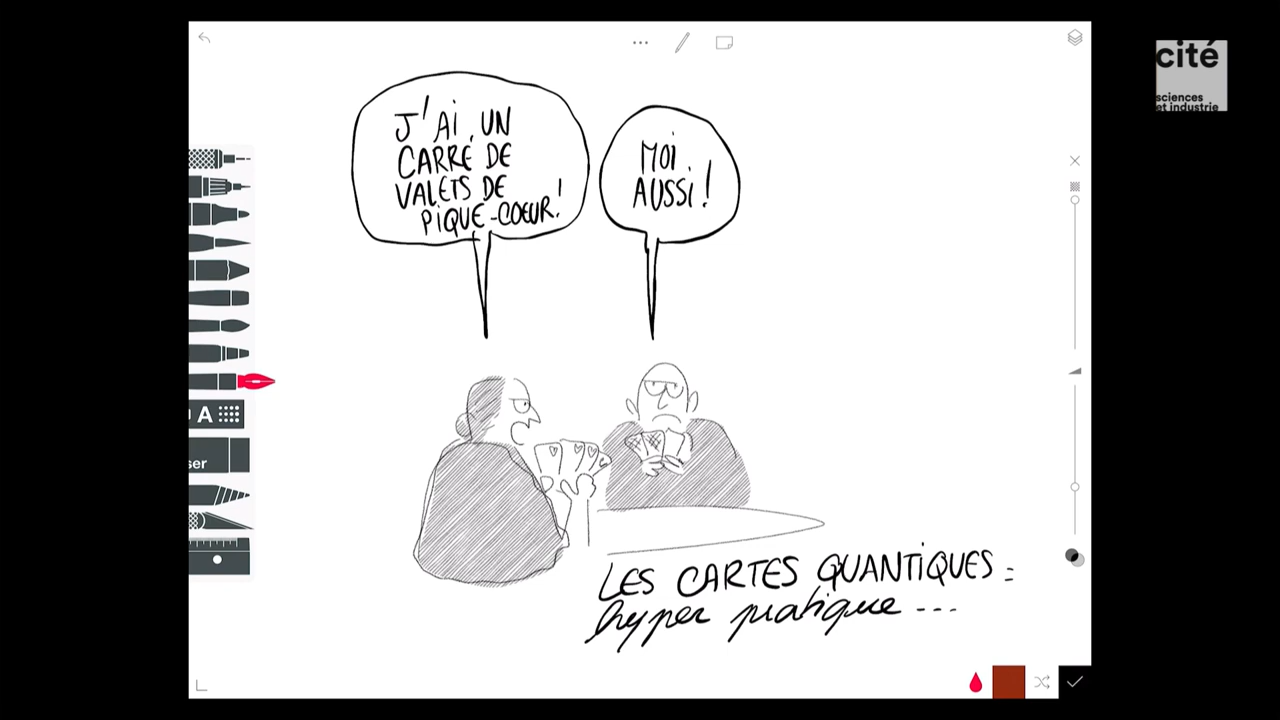 J'AI UN
CARRÉ DE
VALETS DE
PIQUE-COEUR!
MOI
AUSSI!
LES CARTES QUANTIQUES :
hyper pratique ---
cité
sciences
et industrie
A
ser